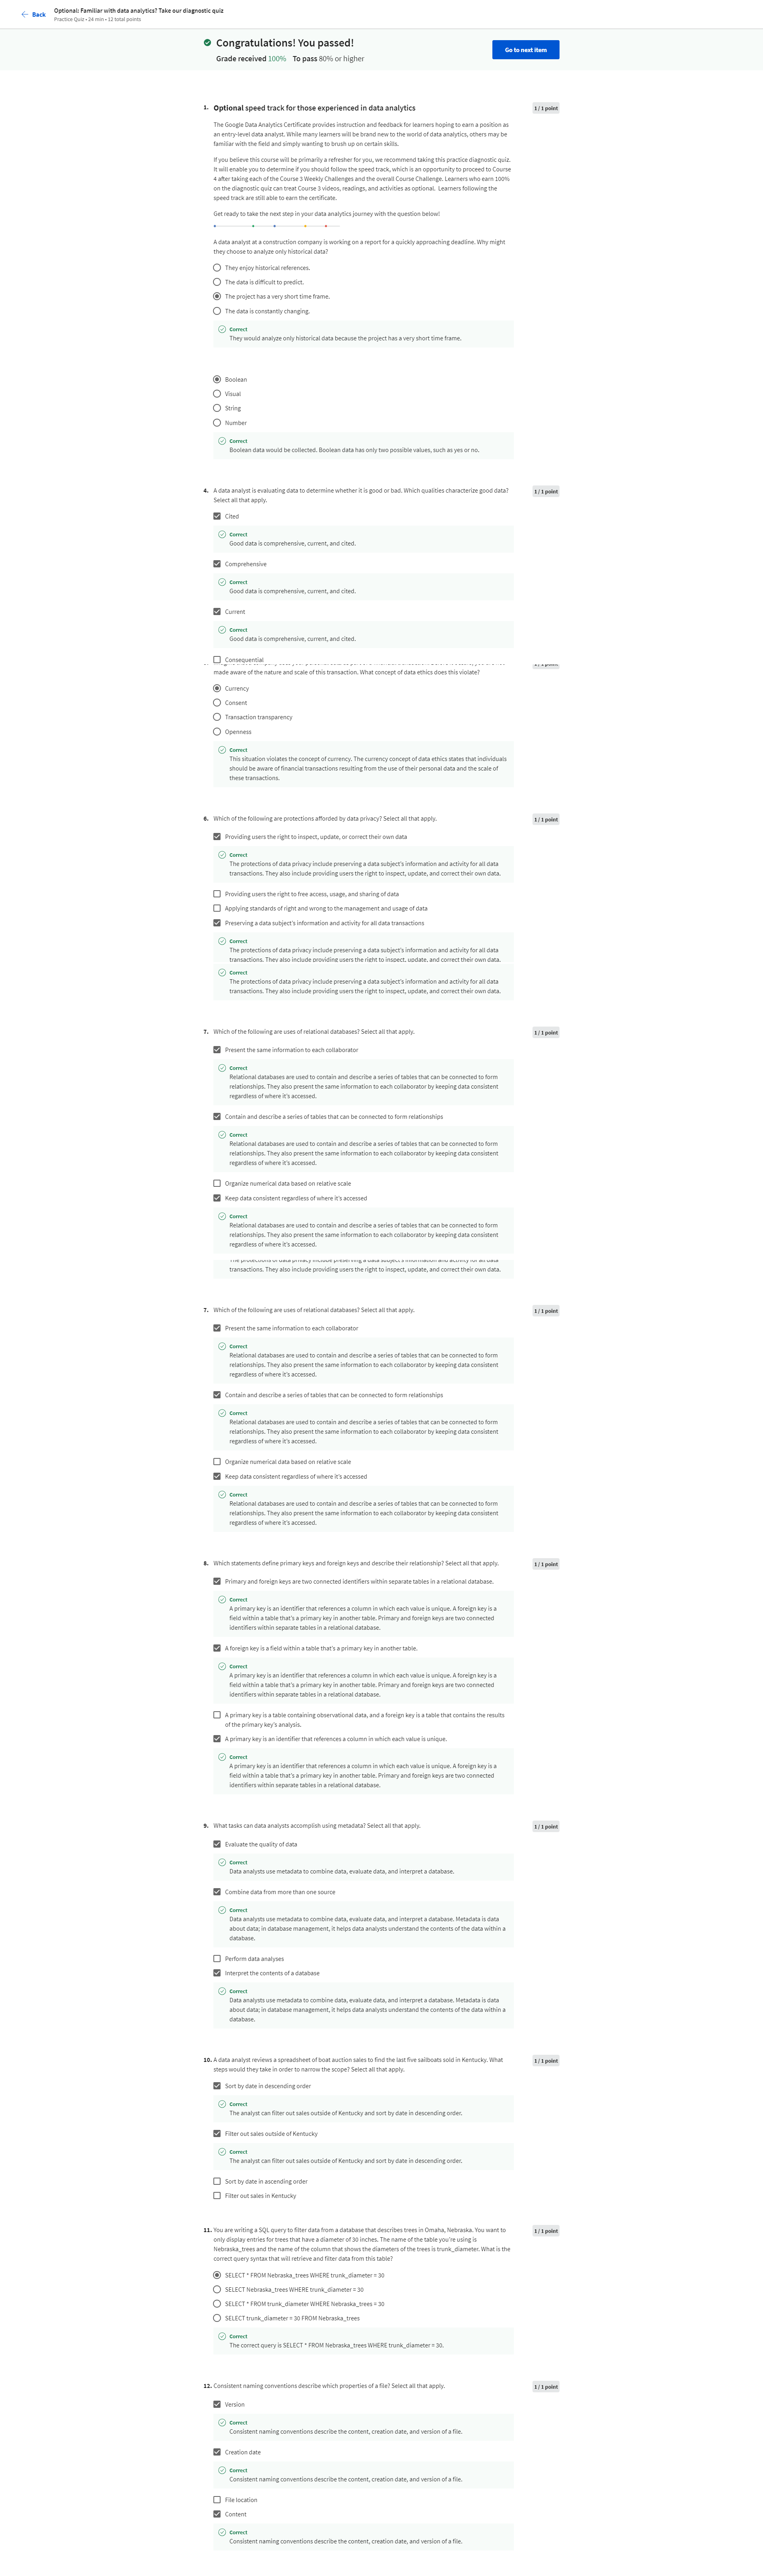 Back
Optional: Familiar with data analytics? Take our diagnostic quiz
Practice Quiz • 24 min • 12 total points
Congratulations! You passed!
Grade received 100% To pass 80% or higher
Go to next item
1. Optional speed track for those experienced in data analytics
1 / 1 point
The Google Data Analytics Certificate provides instruction and feedback for learners hoping to earn a position as
an entry-level data analyst. While many learners will be brand new to the world of data analytics, others may be
familiar with the field and simply wanting to brush up on certain skills.
If you believe this course will be primarily a refresher for you, we recommend taking this practice diagnostic quiz.
It will enable you to determine if you should follow the speed track, which is an opportunity to proceed to Course
4 after taking each of the Course 3 Weekly Challenges and the overall Course Challenge. Learners who earn 100%
on the diagnostic quiz can treat Course 3 videos, readings, and activities as optional. Learners following the
speed track are still able to earn the certificate.
Get ready to take the next step in your data analytics journey with the question below!
A data analyst at a construction company is working on a report for a quickly approaching deadline. Why might
they choose to analyze only historical data?
They enjoy historical references.
The data is difficult to predict.
The project has a very short time frame.
The data is constantly changing.
Correct
They would analyze only historical data because the project has a very short time frame.
Boolean
Visual
String
Number
Correct
Boolean data would be collected. Boolean data has only two possible values, such as yes or no.
4. A data analyst is evaluating data to determine whether it is good or bad. Which qualities characterize good data?
Select all that apply.
1 / 1 point
Cited
Correct
Good data is comprehensive, current, and cited.
Comprehensive
Correct
Good data is comprehensive, current, and cited.
Current
Correct
Good data is comprehensive, current, and cited.
Consequential
made aware of the nature and scale of this transaction. What concept of data ethics does this violate?
Currency
Consent
Transaction transparency
Openness
Correct
This situation violates the concept of currency. The currency concept of data ethics states that individuals
should be aware of financial transactions resulting from the use of their personal data and the scale of
these transactions.
6. Which of the following are protections afforded by data privacy? Select all that apply.
1 / 1 point
Providing users the right to inspect, update, or correct their own data
Correct
The protections of data privacy include preserving a data subject's information and activity for all data
transactions. They also include providing users the right to inspect, update, and correct their own data.
Providing users the right to free access, usage, and sharing of data
Applying standards of right and wrong to the management and usage of data
Preserving a data subject's information and activity for all data transactions
Correct
The protections of data privacy include preserving a data subject's information and activity for all data
transactions. They also include providing users the right to inspect, update, and correct their own data.
Correct
The protections of data privacy include preserving a data subject's information and activity for all data
transactions. They also include providing users the right to inspect, update, and correct their own data.
7. Which of the following are uses of relational databases? Select all that apply.
1 / 1 point
Present the same information to each collaborator
Correct
Relational databases are used to contain and describe a series of tables that can be connected to form
relationships. They also present the same information to each collaborator by keeping data consistent
regardless of where it's accessed.
Contain and describe a series of tables that can be connected to form relationships
Correct
Relational databases are used to contain and describe a series of tables that can be connected to form
relationships. They also present the same information to each collaborator by keeping data consistent
regardless of where it's accessed.
Organize numerical data based on relative scale
Keep data consistent regardless of where it's accessed
Correct
Relational databases are used to contain and describe a series of tables that can be connected to form
relationships. They also present the same information to each collaborator by keeping data consistent
regardless of where it's accessed.
The protections of data privacy include preserving a data subject's information and activity for all data
transactions. They also include providing users the right to inspect, update, and correct their own data.
7. Which of the following are uses of relational databases? Select all that apply.
1 / 1 point
Present the same information to each collaborator
Correct
Relational databases are used to contain and describe a series of tables that can be connected to form
relationships. They also present the same information to each collaborator by keeping data consistent
regardless of where it's accessed.
Contain and describe a series of tables that can be connected to form relationships
Correct
Relational databases are used to contain and describe a series of tables that can be connected to form
relationships. They also present the same information to each collaborator by keeping data consistent
regardless of where it's accessed.
Organize numerical data based on relative scale
Keep data consistent regardless of where it's accessed
Correct
Relational databases are used to contain and describe a series of tables that can be connected to form
relationships. They also present the same information to each collaborator by keeping data consistent
regardless of where it's accessed.
8. Which statements define primary keys and foreign keys and describe their relationship? Select all that apply.
1 / 1 point
Primary and foreign keys are two connected identifiers within separate tables in a relational database.
Correct
A primary key is an identifier that references a column in which each value is unique. A foreign key is a
field within a table that's a primary key in another table. Primary and foreign keys are two connected
identifiers within separate tables in a relational database.
A foreign key is a field within a table that's a primary key in another table.
Correct
A primary key is an identifier that references a column in which each value is unique. A foreign key is a
field within a table that's a primary key in another table. Primary and foreign keys are two connected
identifiers within separate tables in a relational database.
A primary key is a table containing observational data, and a foreign key is a table that contains the results
of the primary key's analysis.
A primary key is an identifier that references a column in which each value is unique.
Correct
A primary key is an identifier that references a column in which each value is unique. A foreign key is a
field within a table that's a primary key in another table. Primary and foreign keys are two connected
identifiers within separate tables in a relational database.
9. What tasks can data analysts accomplish using metadata? Select all that apply.
1 / 1 point
Evaluate the quality of data
Correct
Data analysts use metadata to combine data, evaluate data, and interpret a database.
Combine data from more than one source
Correct
Data analysts use metadata to combine data, evaluate data, and interpret a database. Metadata is data
about data; in database management, it helps data analysts understand the contents of the data within a
database.
Perform data analyses
Interpret the contents of a database
Correct
Data analysts use metadata to combine data, evaluate data, and interpret a database. Metadata is data
about data; in database management, it helps data analysts understand the contents of the data within a
database.
10. A data analyst reviews a spreadsheet of boat auction sales to find the last five sailboats sold in Kentucky. What
steps would they take in order to narrow the scope? Select all that apply.
1 / 1 point
Sort by date in descending order
Correct
The analyst can filter out sales outside of Kentucky and sort by date in descending order.
Filter out sales outside of Kentucky
Correct
The analyst can filter out sales outside of Kentucky and sort by date in descending order.
Sort by date in ascending order
Filter out sales in Kentucky
11. You are writing a SQL query to filter data from a database that describes trees in Omaha, Nebraska. You want to
only display entries for trees that have a diameter of 30 inches. The name of the table you're using is
Nebraska_trees and the name of the column that shows the diameters of the trees is trunk_diameter. What is the
correct query syntax that will retrieve and filter data from this table?
1 / 1 point
SELECT * FROM Nebraska_trees WHERE trunk_diameter = 30
SELECT Nebraska_trees WHERE trunk_diameter = 30
SELECT * FROM trunk_diameter WHERE Nebraska_trees = 30
SELECT trunk_diameter = 30 FROM Nebraska_trees
Correct
The correct query is SELECT * FROM Nebraska_trees WHERE trunk_diameter = 30.
12. Consistent naming conventions describe which properties of a file? Select all that apply.
1 / 1 point
Version
Correct
Consistent naming conventions describe the content, creation date, and version of a file.
Creation date
Correct
Consistent naming conventions describe the content, creation date, and version of a file.
File location
Content
Correct
Consistent naming conventions describe the content, creation date, and version of a file.